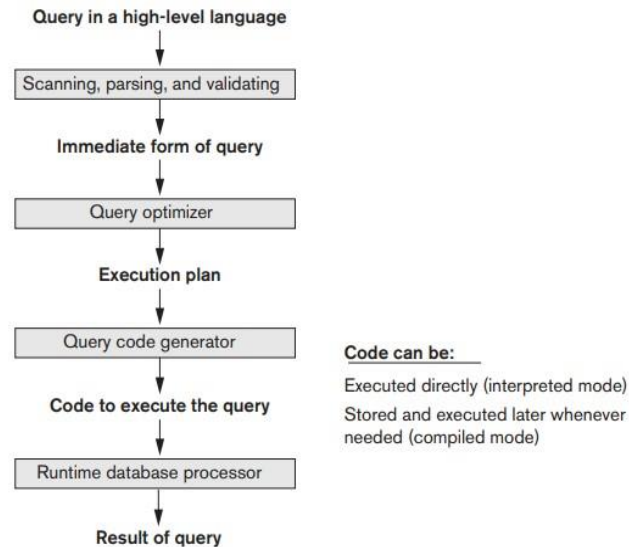 Query in a high-level language
Scanning, parsing, and validating
Immediate form of query
Query optimizer
Execution plan
Query code generator
Code to execute the query
Runtime database processor
Result of query
Code can be:
Executed directly (interpreted mode)
Stored and executed later whenever
needed (compiled mode)